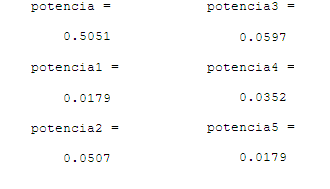 potencia =
0.5051
potencia1 =
0.0179
potencia2 =
0.0507
potencia3 =
0.0597
potencia4 =
0.0352
potencia5 =
0.0179